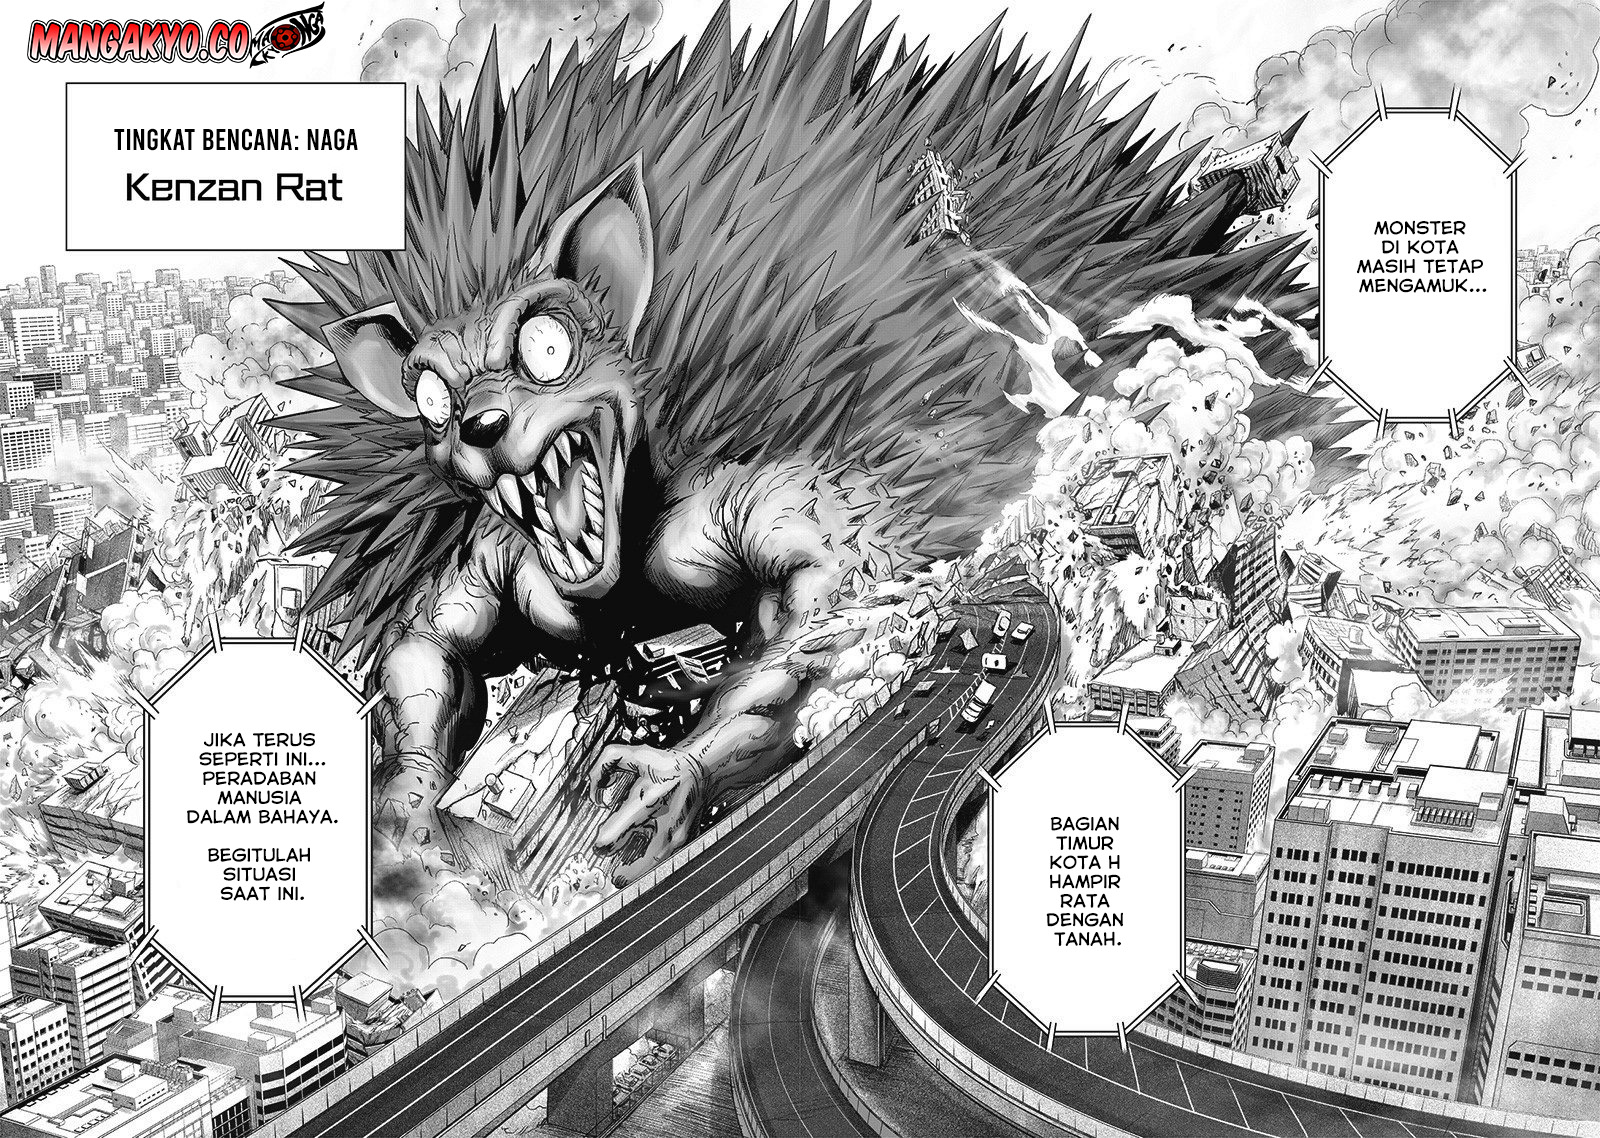 MANGAKYO.CO
TINGKAT BENCANA: NAGA
Kenzan Rat
MONSTER
DI KOTA
MASIH TETAP
MENGAMUK...
BAGIAN
TIMUR
KOTA H
HAMPIR
RATA
DENGAN
TANAH.
JIKA TERUS
SEPERTI INI...
PERADABAN
MANUSIA
DALAM BAHAYA.
BEGITULAH
SITUASI
SAAT INI.